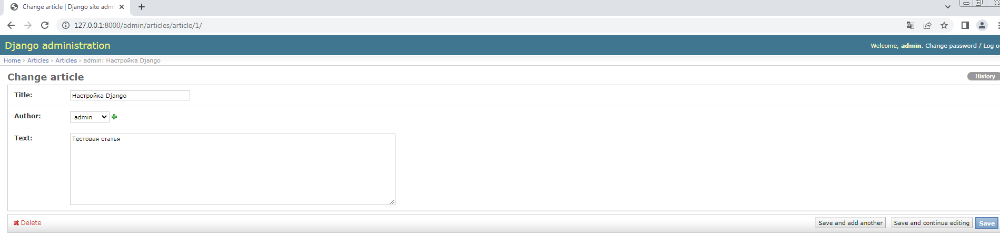 Change article | Django site adm
127.0.0.1:8000/admin/articles/article/1/
Django administration
Welcome, admin. Change password / Log o
Home › Articles › Articles › admin: Настройка Django
Change article
History
Title: Настройка Django
Author: admin
Text: Тестовая статья
Delete
Save and add another Save and continue editing Save